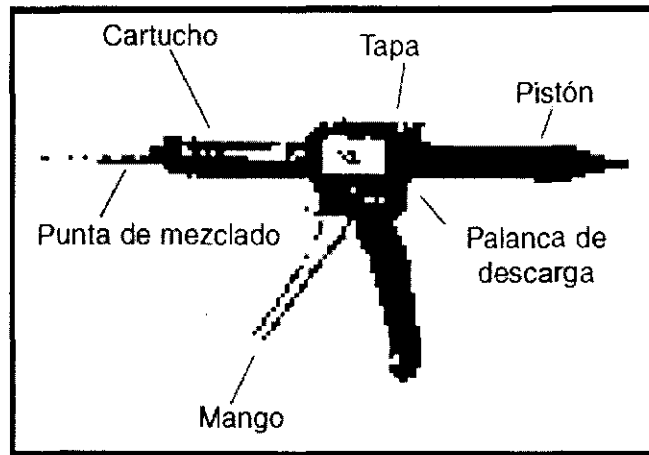 Cartucho
Tapa
Pistón
Punta de mezclado
Palanca de
descarga
Mango